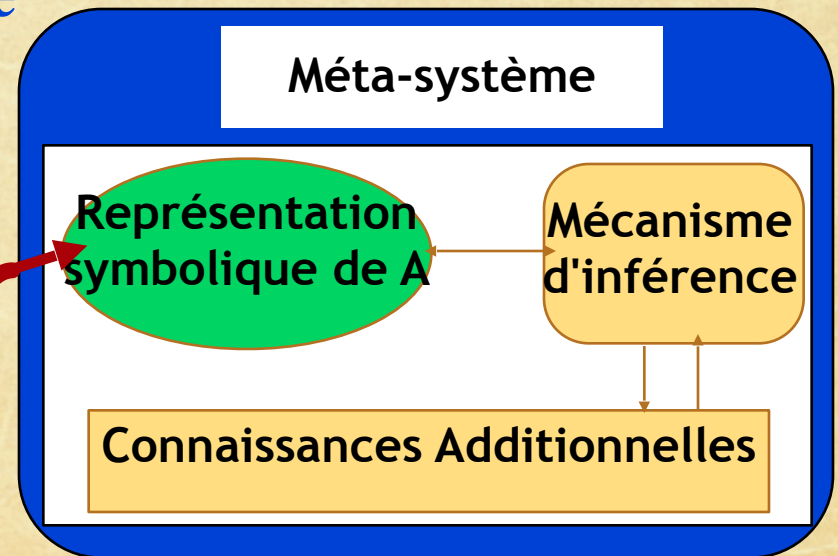 Méta-système
Représentation
symbolique de A
Mécanisme
d'inférence
Connaissances Additionnelles